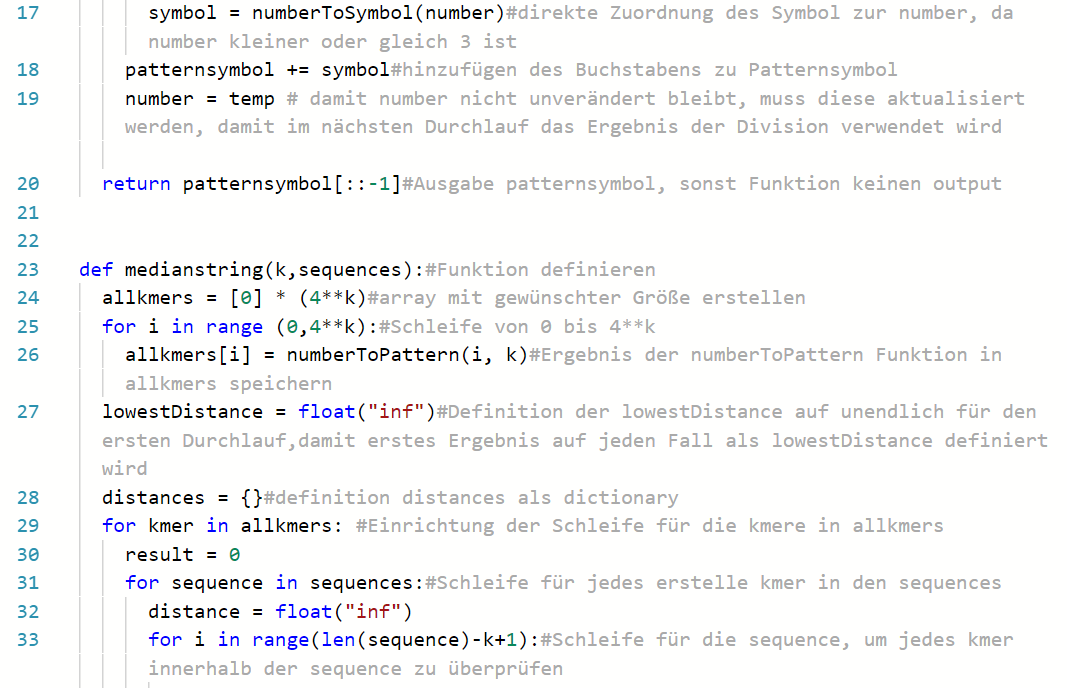 17 symbol = numberToSymbol(number)#direkte Zuordnung des Symbol zur number, da
number kleiner oder gleich 3 ist
18 patternsymbol += symbol#hinzufügen des Buchstabens zu Patternsymbol
19 number = temp # damit number nicht unverändert bleibt, muss diese aktualisiert
werden, damit im nächsten Durchlauf das Ergebnis der Division verwendet wird
20 return patternsymbol[::-1]#Ausgabe patternsymbol, sonst Funktion keinen output
21
22
23 def medianstring(k,sequences):#Funktion definieren
24 allkmers = [0] * (4**k)#array mit gewünschter Größe erstellen
25 for i in range (0,4**k):#Schleife von 0 bis 4**k
26 allkmers[i] = numberToPattern(i, k)#Ergebnis der numberToPattern Funktion in
allkmers speichern
27 lowestDistance = float("inf")#Definition der lowestDistance auf unendlich für den
ersten Durchlauf,damit erstes Ergebnis auf jeden Fall als lowestDistance definiert
wird
28 distances = {}#definition distances als dictionary
29 for kmer in allkmers: #Einrichtung der Schleife für die kmere in allkmers
30 result = 0
31 for sequence in sequences:#Schleife für jedes erstelle kmer in den sequences
32 distance = float("inf")
33 for i in range(len(sequence)-k+1):#Schleife für die sequence, um jedes kmer
innerhalb der sequence zu überprüfen